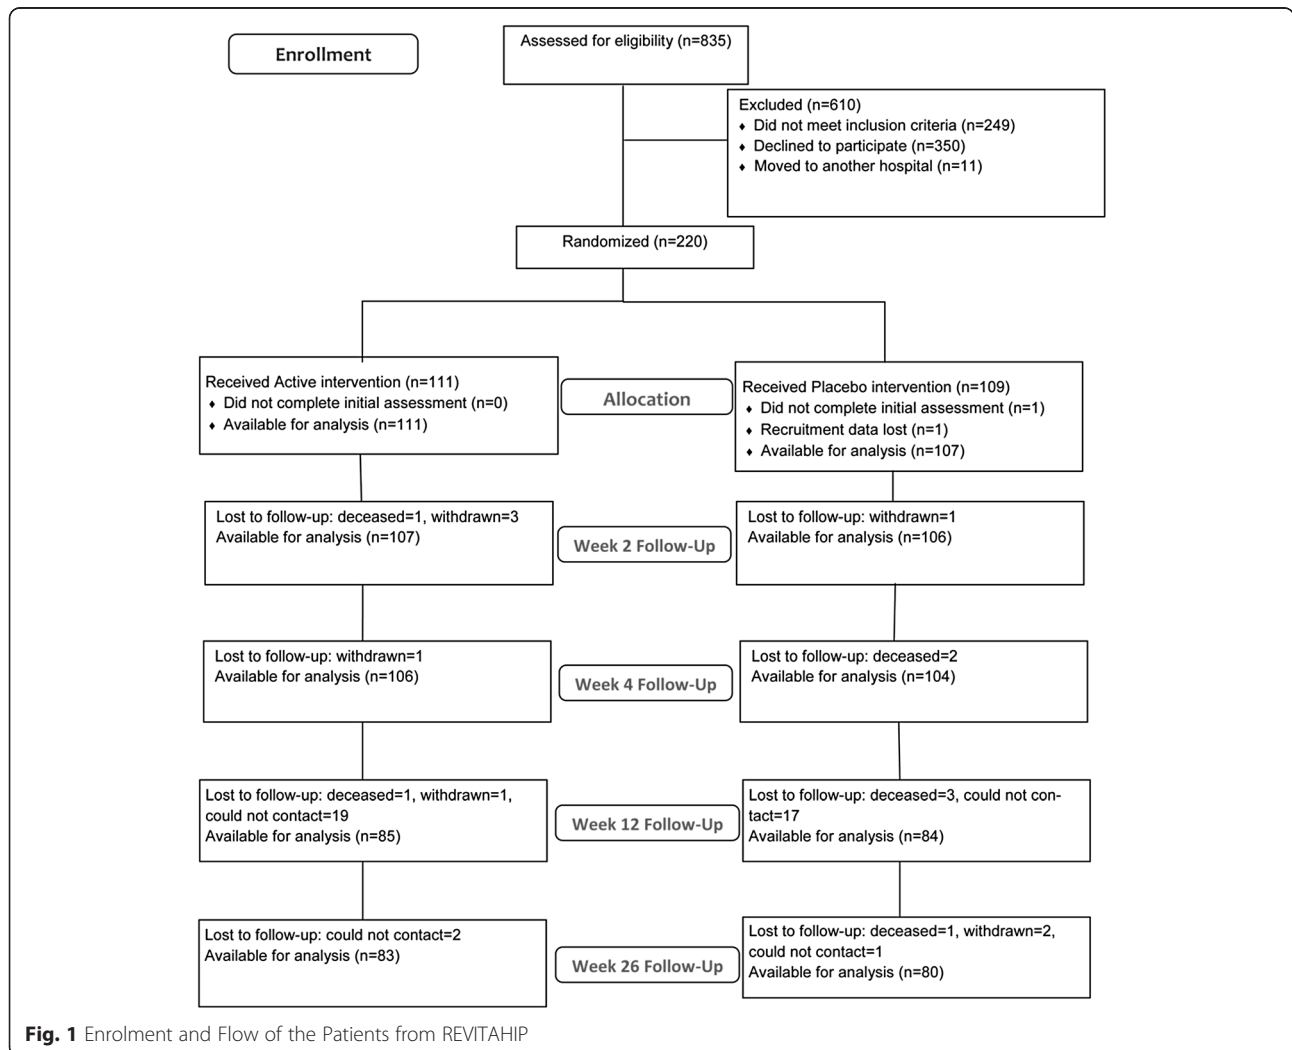 Enrollment
Assessed for eligibility (n=835)
Excluded (n=610)
♦ Did not meet inclusion criteria (n=249)
♦ Declined to participate (n=350)
♦ Moved to another hospital (n=11)
Randomized (n=220)
Received Active intervention (n=111)
♦ Did not complete initial assessment (n=0)
♦ Available for analysis (n=111)
Allocation
Received Placebo intervention (n=109)
♦ Did not complete initial assessment (n=1)
♦ Recruitment data lost (n=1)
♦ Available for analysis (n=107)
Lost to follow-up: deceased=1, withdrawn=3
Available for analysis (n=107)
Week 2 Follow-Up
Lost to follow-up: withdrawn=1
Available for analysis (n=106)
Lost to follow-up: withdrawn=1
Available for analysis (n=106)
Week 4 Follow-Up
Lost to follow-up: deceased=2
Available for analysis (n=104)
Lost to follow-up: deceased=1, withdrawn=1,
could not contact=19
Available for analysis (n=85)
Week 12 Follow-Up
Lost to follow-up: deceased=3, could not con-
tact=17
Available for analysis (n=84)
Lost to follow-up: could not contact=2
Available for analysis (n=83)
Week 26 Follow-Up
Lost to follow-up: deceased=1, withdrawn=2,
could not contact=1
Available for analysis (n=80)
Fig. 1 Enrolment and Flow of the Patients from REVITAHIP